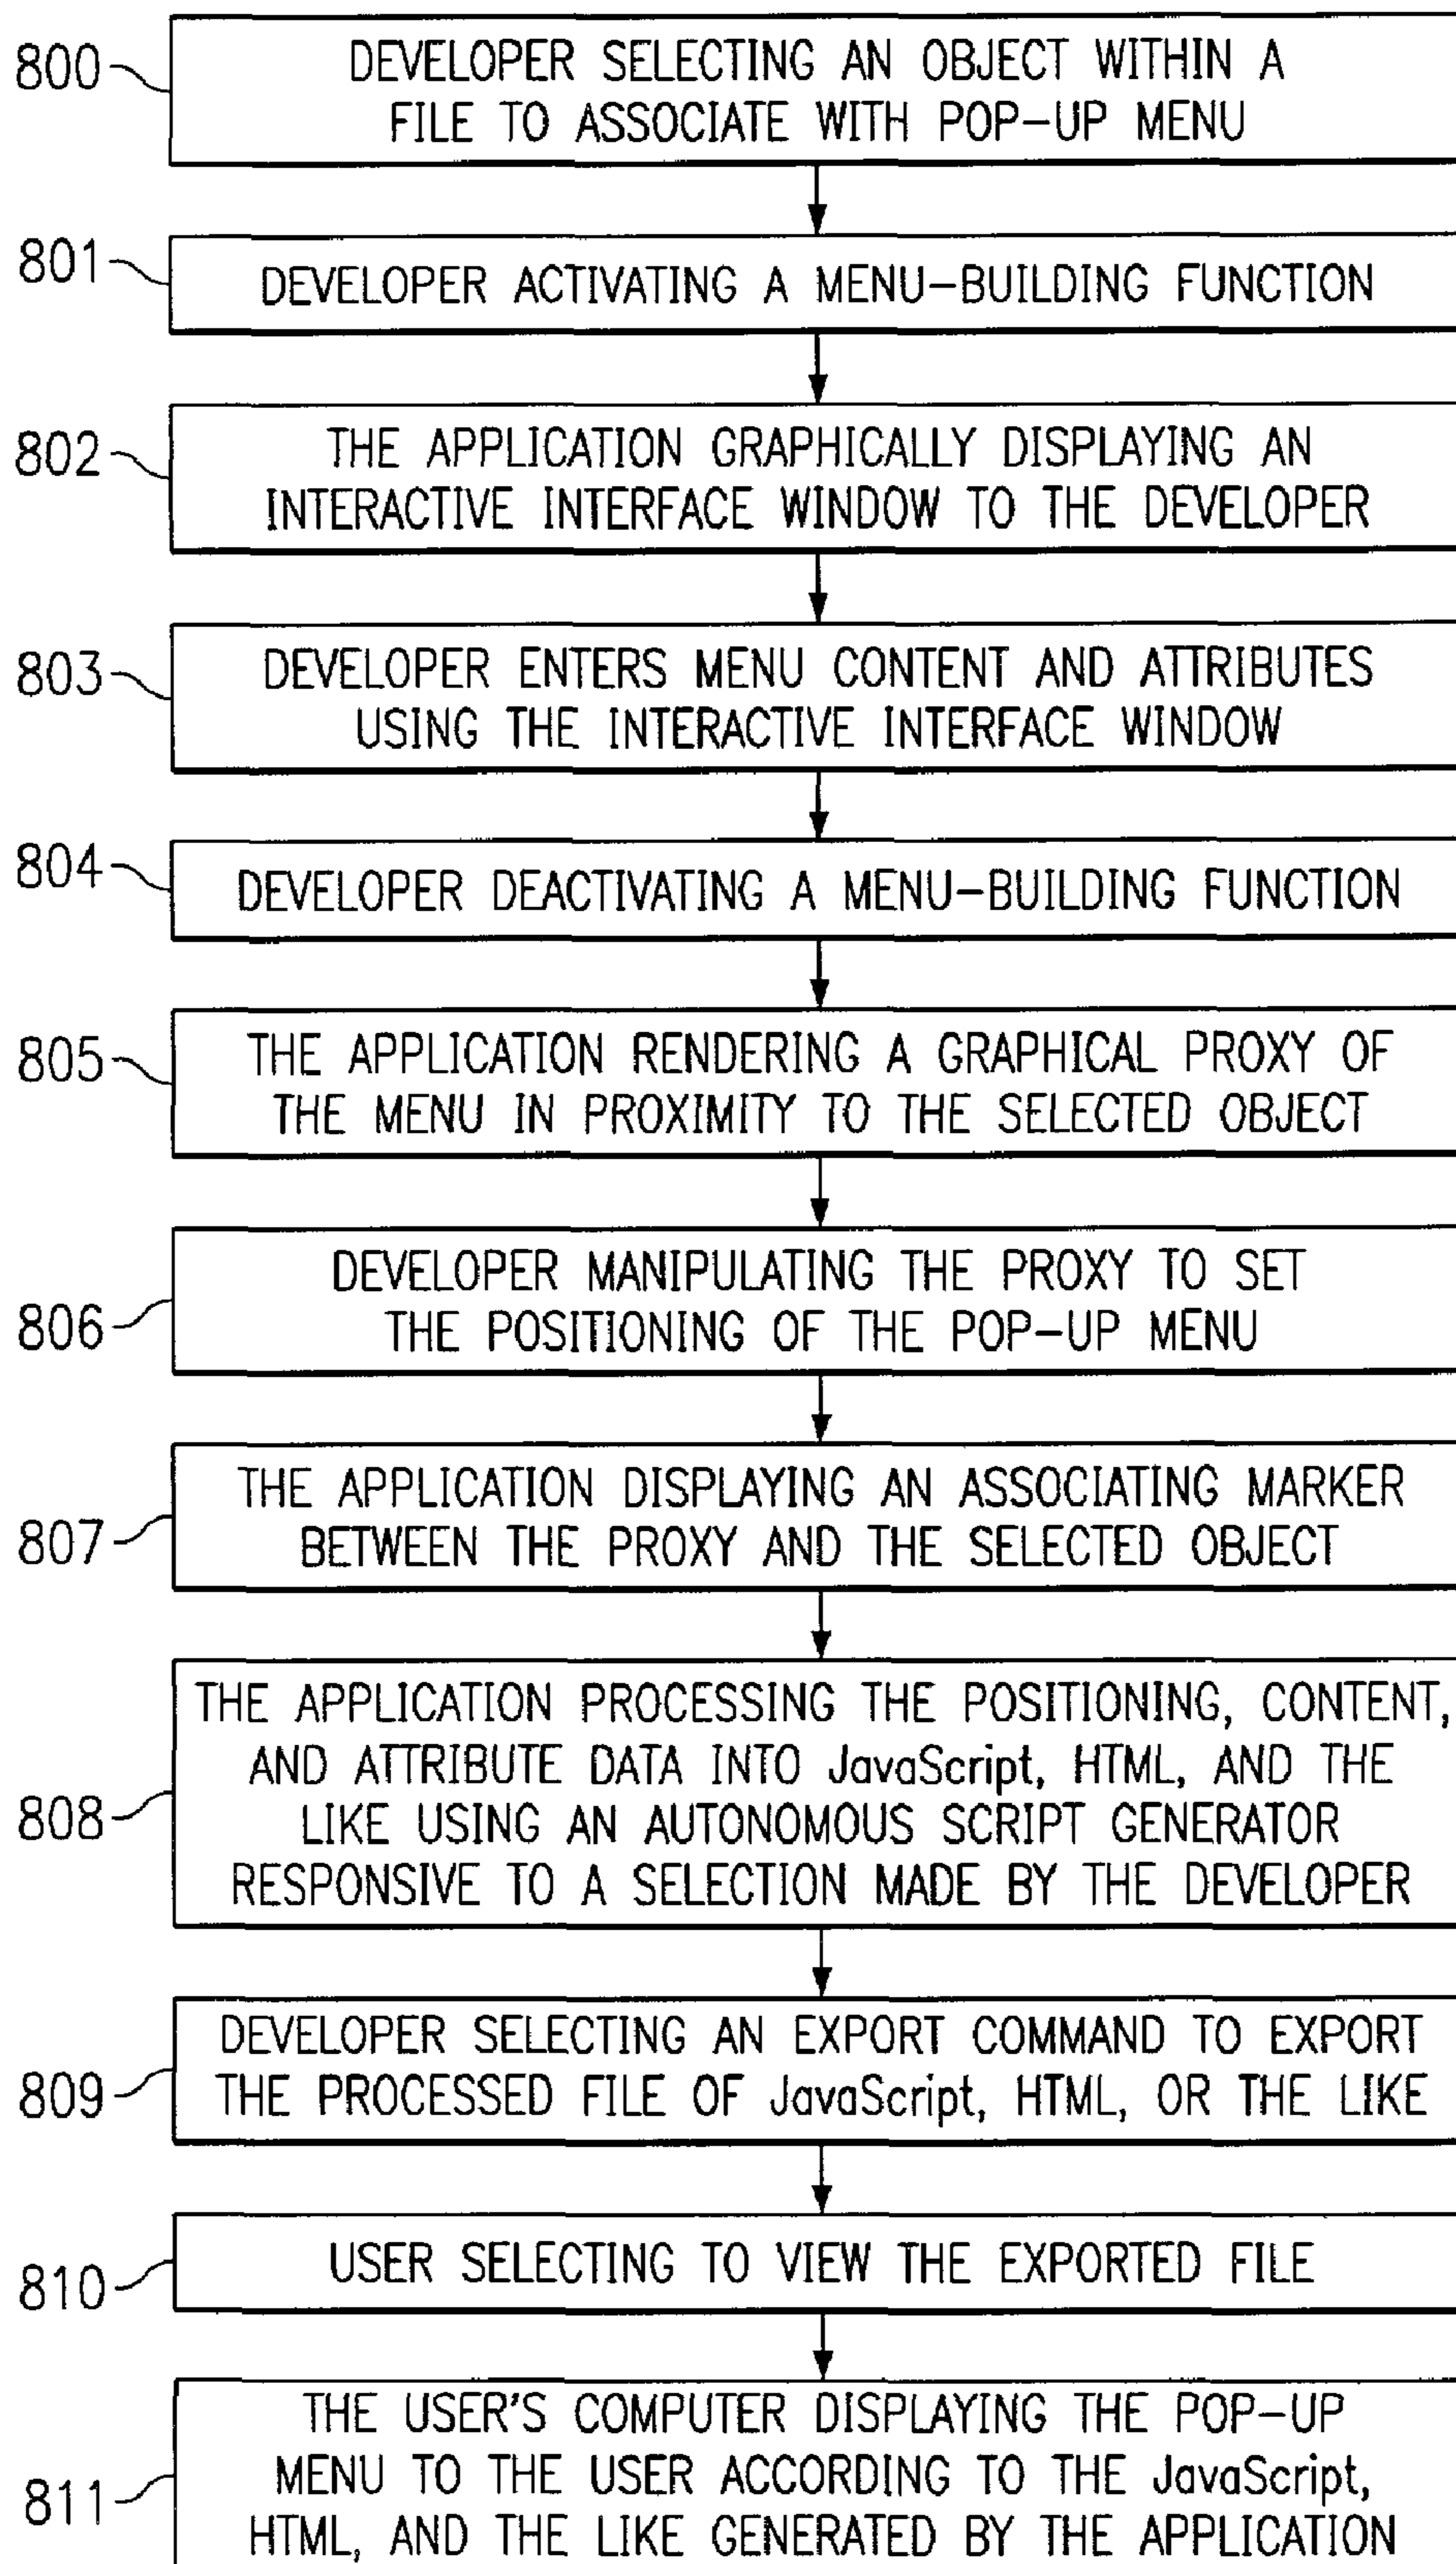 800
DEVELOPER SELECTING AN OBJECT WITHIN A
FILE TO ASSOCIATE WITH POP-UP MENU
801
DEVELOPER ACTIVATING A MENU-BUILDING FUNCTION
802
THE APPLICATION GRAPHICALLY DISPLAYING AN
INTERACTIVE INTERFACE WINDOW TO THE DEVELOPER
803
DEVELOPER ENTERS MENU CONTENT AND ATTRIBUTES
USING THE INTERACTIVE INTERFACE WINDOW
804
DEVELOPER DEACTIVATING A MENU-BUILDING FUNCTION
805
THE APPLICATION RENDERING A GRAPHICAL PROXY OF
THE MENU IN PROXIMITY TO THE SELECTED OBJECT
806
DEVELOPER MANIPULATING THE PROXY TO SET
THE POSITIONING OF THE POP-UP MENU
807
THE APPLICATION DISPLAYING AN ASSOCIATING MARKER
BETWEEN THE PROXY AND THE SELECTED OBJECT
808
THE APPLICATION PROCESSING THE POSITIONING, CONTENT,
AND ATTRIBUTE DATA INTO JavaScript, HTML, AND THE
LIKE USING AN AUTONOMOUS SCRIPT GENERATOR
RESPONSIVE TO A SELECTION MADE BY THE DEVELOPER
809
DEVELOPER SELECTING AN EXPORT COMMAND TO EXPORT
THE PROCESSED FILE OF JavaScript, HTML, OR THE LIKE
810
USER SELECTING TO VIEW THE EXPORTED FILE
811
THE USER'S COMPUTER DISPLAYING THE POP-UP
MENU TO THE USER ACCORDING TO THE JavaScript,
HTML, AND THE LIKE GENERATED BY THE APPLICATION